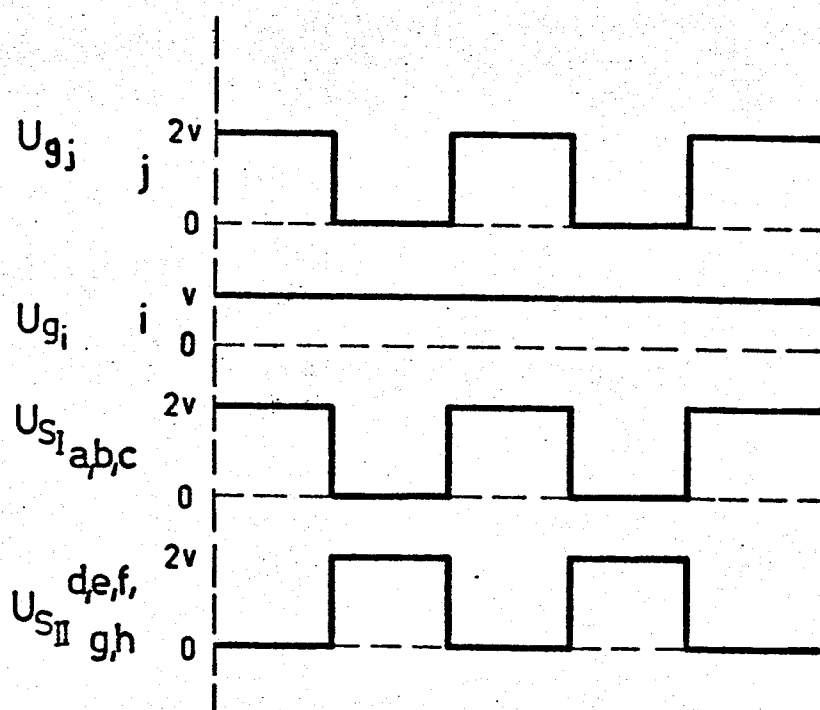 Ugj j 2v
0
Ugi i v
0
USI a,b,c 2v
0
USII d,e,f, g,h 2v
0